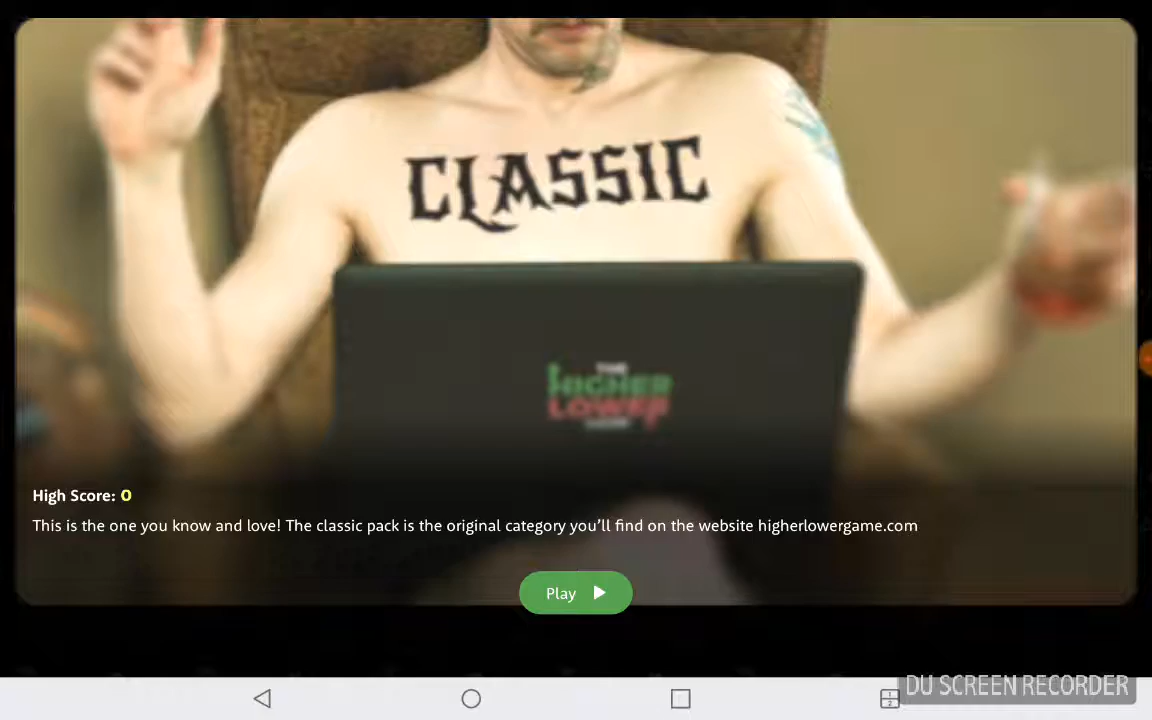 CLASSIC
THE
HIGHER
LOWER
GAME
High Score: 0
This is the one you know and love! The classic pack is the original category you’ll find on the website higherlowergame.com
Play
DU SCREEN RECORDER